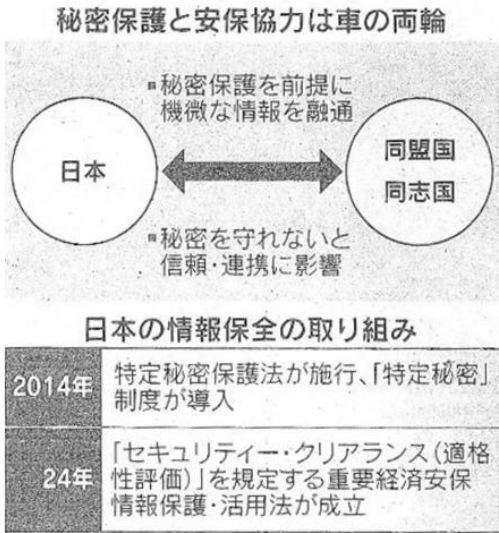 秘密保護と安保協力は車の両輪
■秘密保護を前提に
機微な情報を融通
日本
同盟国
同志国
■秘密を守れないと
信頼・連携に影響
日本の情報保全の取り組み
2014年
特定秘密保護法が施行、「特定秘密」
制度が導入
24年
「セキュリティー・クリアランス(適格
性評価)」を規定する重要経済安保
情報保護・活用法が成立